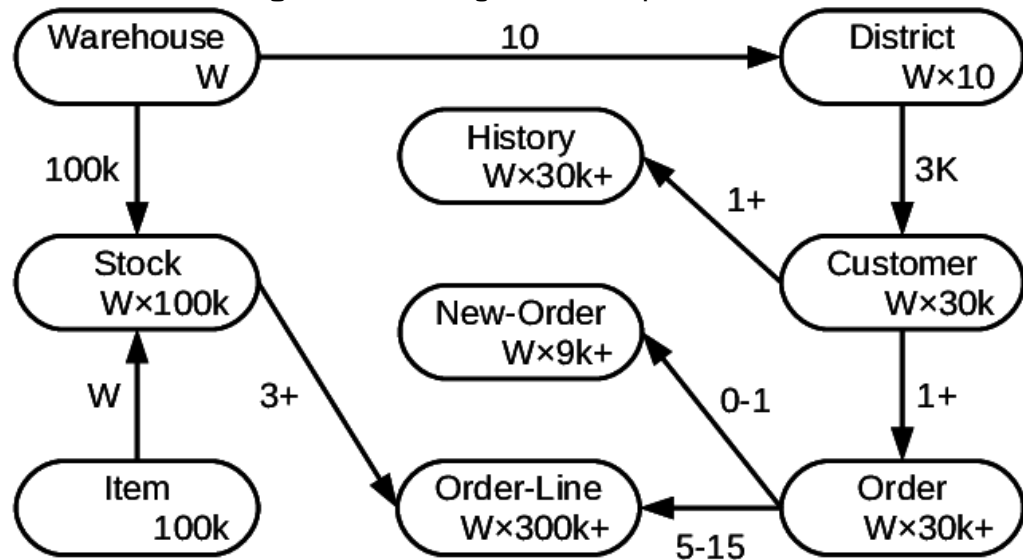 Warehouse
W
10
District
W×10
100k
History
W×30k+
1+
3K
Stock
W×100k
Customer
W×30k
New-Order
W×9k+
W
3+
0-1
1+
Item
100k
Order-Line
W×300k+
5-15
Order
W×30k+